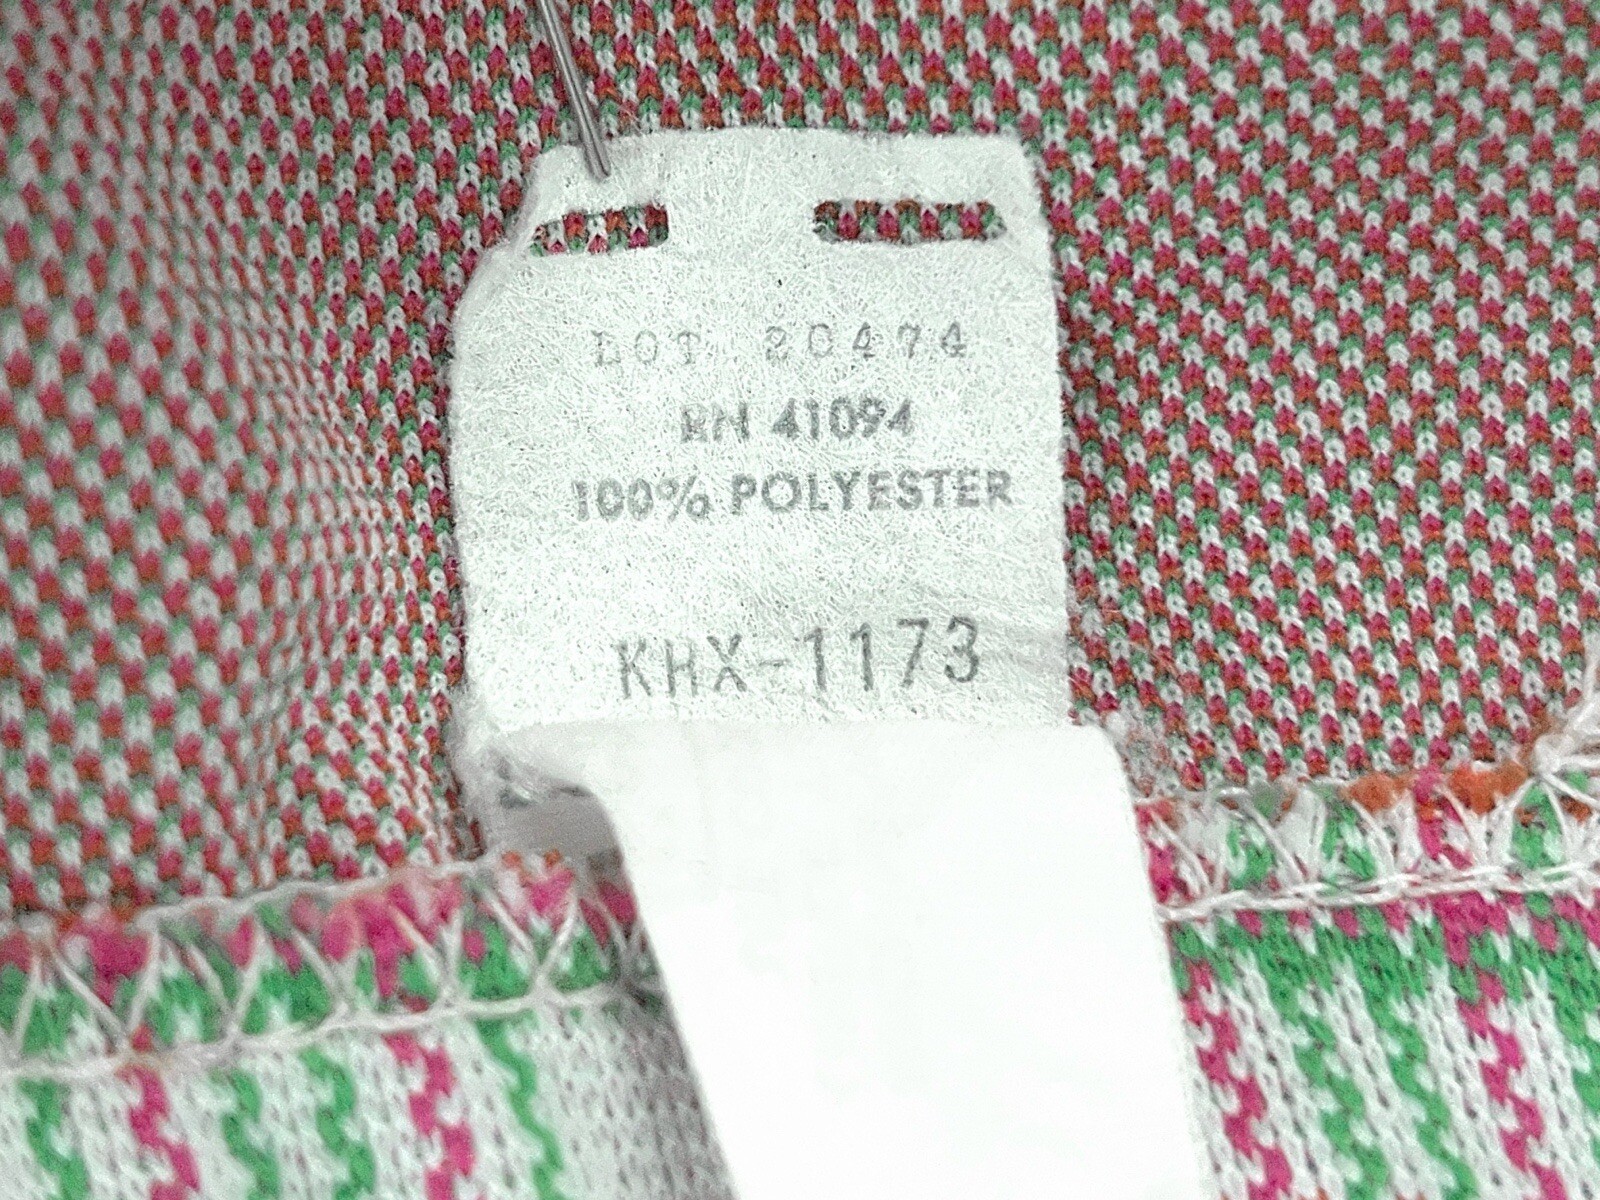 LOT 20474
RN 41094
100% POLYESTER
KHX-1173